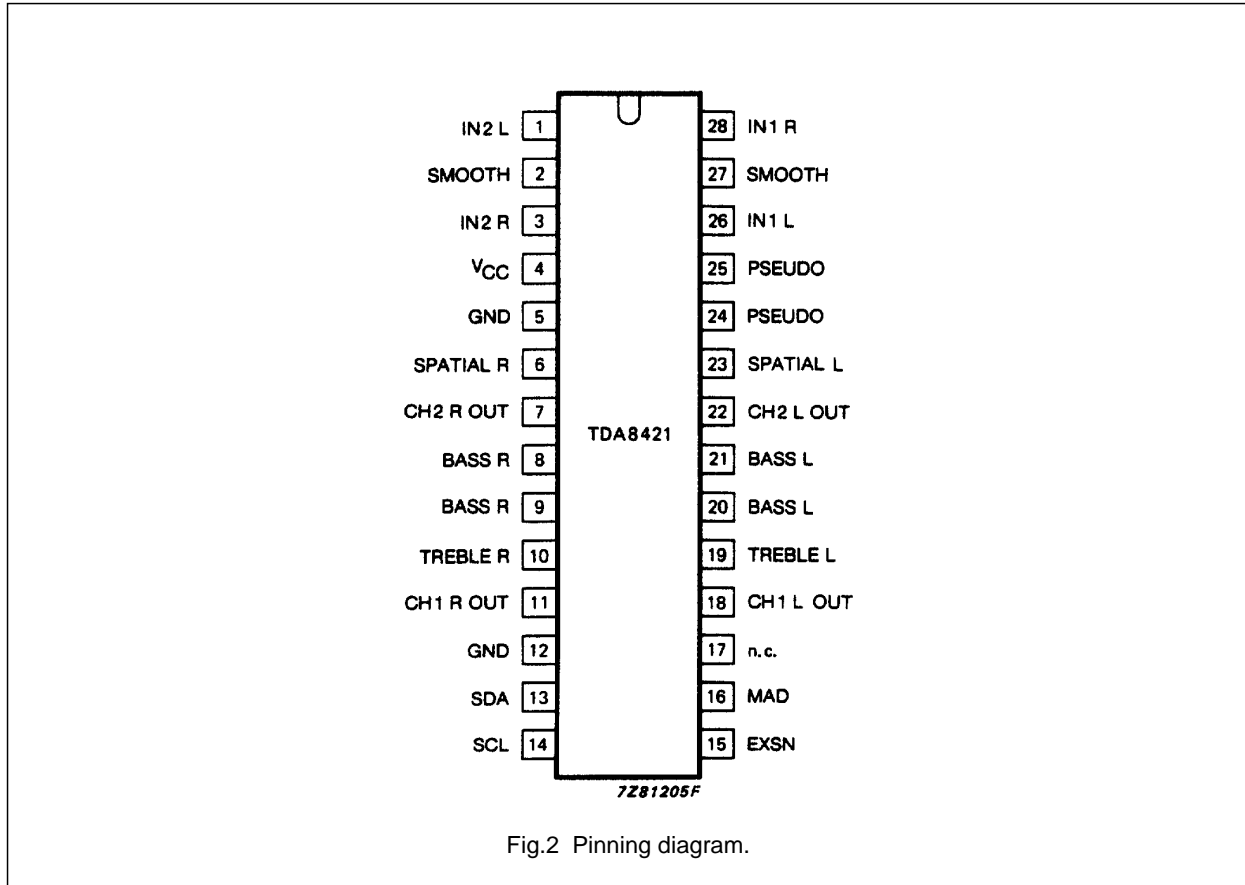 IN2 L 1 28 IN1 R
SMOOTH 2 27 SMOOTH
IN2 R 3 26 IN1 L
VCC 4 25 PSEUDO
GND 5 24 PSEUDO
SPATIAL R 6 23 SPATIAL L
CH2 R OUT 7 22 CH2 L OUT
TDA8421
BASS R 8 21 BASS L
BASS R 9 20 BASS L
TREBLE R 10 19 TREBLE L
CH1 R OUT 11 18 CH1 L OUT
GND 12 17 n.c.
SDA 13 16 MAD
SCL 14 15 EXSN
7Z81205F
Fig.2 Pinning diagram.